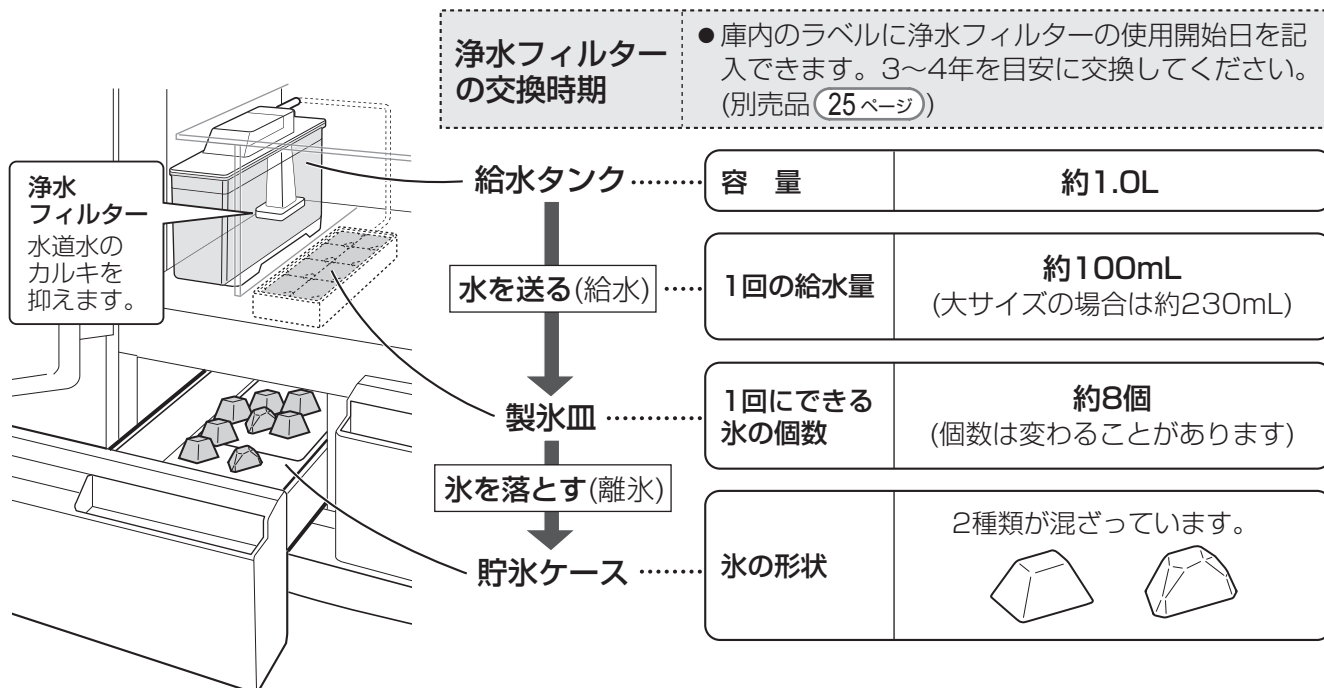 浄水フィルター
の交換時期
●庫内のラベルに浄水フィルターの使用開始日を記
入できます。3〜4年を目安に交換してください。
(別売品 25ページ)
浄水
フィルター
水道水の
カルキを
抑えます。
給水タンク
容 量
約1.0L
水を送る(給水)
1回の給水量
約100mL
(大サイズの場合は約230mL)
製氷皿
1回にできる
氷の個数
約8個
(個数は変わることがあります)
氷を落とす(離氷)
貯氷ケース
氷の形状
2種類が混ざっています。